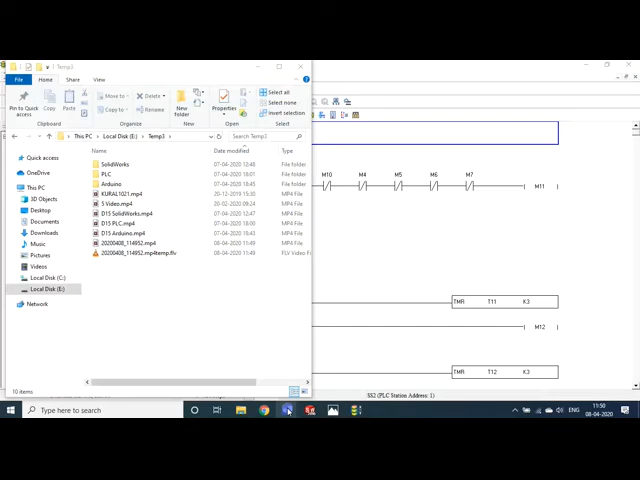 Temp3
File Home Share View
Pin to Quick access
Copy
Paste
Move to
Copy to
Delete
Rename
New folder
Properties
Select all
Select none
Invert selection
Clipboard Organize New Open Select
This PC Local Disk (E:) Temp3
Search Temp3
Name Date modified Type
Quick access
OneDrive
This PC
3D Objects
Desktop
Documents
Downloads
Music
Pictures
Videos
Local Disk (C:)
Local Disk (E:)
Network
SolidWorks 07-04-2020 12:48 File folder
PLC 07-04-2020 18:01 File folder
Arduino 07-04-2020 18:45 File folder
KURAL1021.mp4 20-12-2019 15:30 MP4 File
5 Video.mp4 20-02-2020 09:24 MP4 File
D15 SolidWorks.mp4 07-04-2020 12:47 MP4 File
D15 PLC.mp4 07-04-2020 18:00 MP4 File
D15 Arduino.mp4 07-04-2020 18:43 MP4 File
20200408_114952.mp4 08-04-2020 11:49 MP4 File
20200408_114952.mp4temp.flv 08-04-2020 11:49 FLV Video Fi
10 items
M10 M4 M5 M6 M7
M11
TMR T11 K3
M12
TMR T12 K3
SS2 (PLC Station Address: 1)
Type here to search
ENG
11:50
08-04-2020